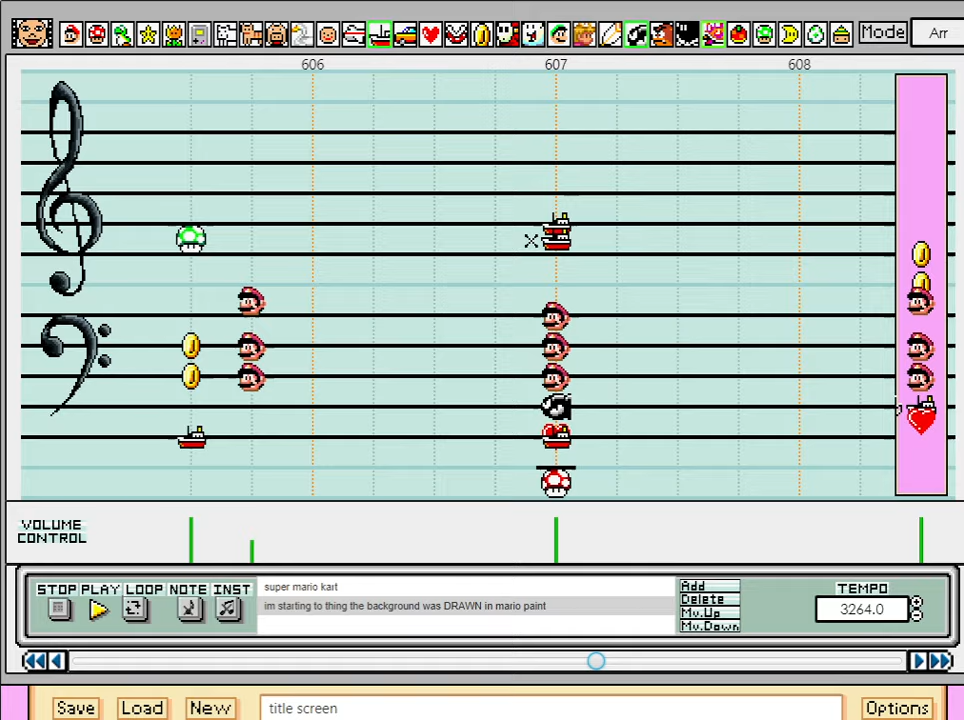 Mode Arr
606 607 608
VOLUME
CONTROL
STOP PLAY LOOP NOTE INST
super mario kart
im starting to thing the background was DRAWN in mario paint
Add
Delete
Mv.Up
Mv.Down
TEMPO
3264.0
Save Load New title screen Options